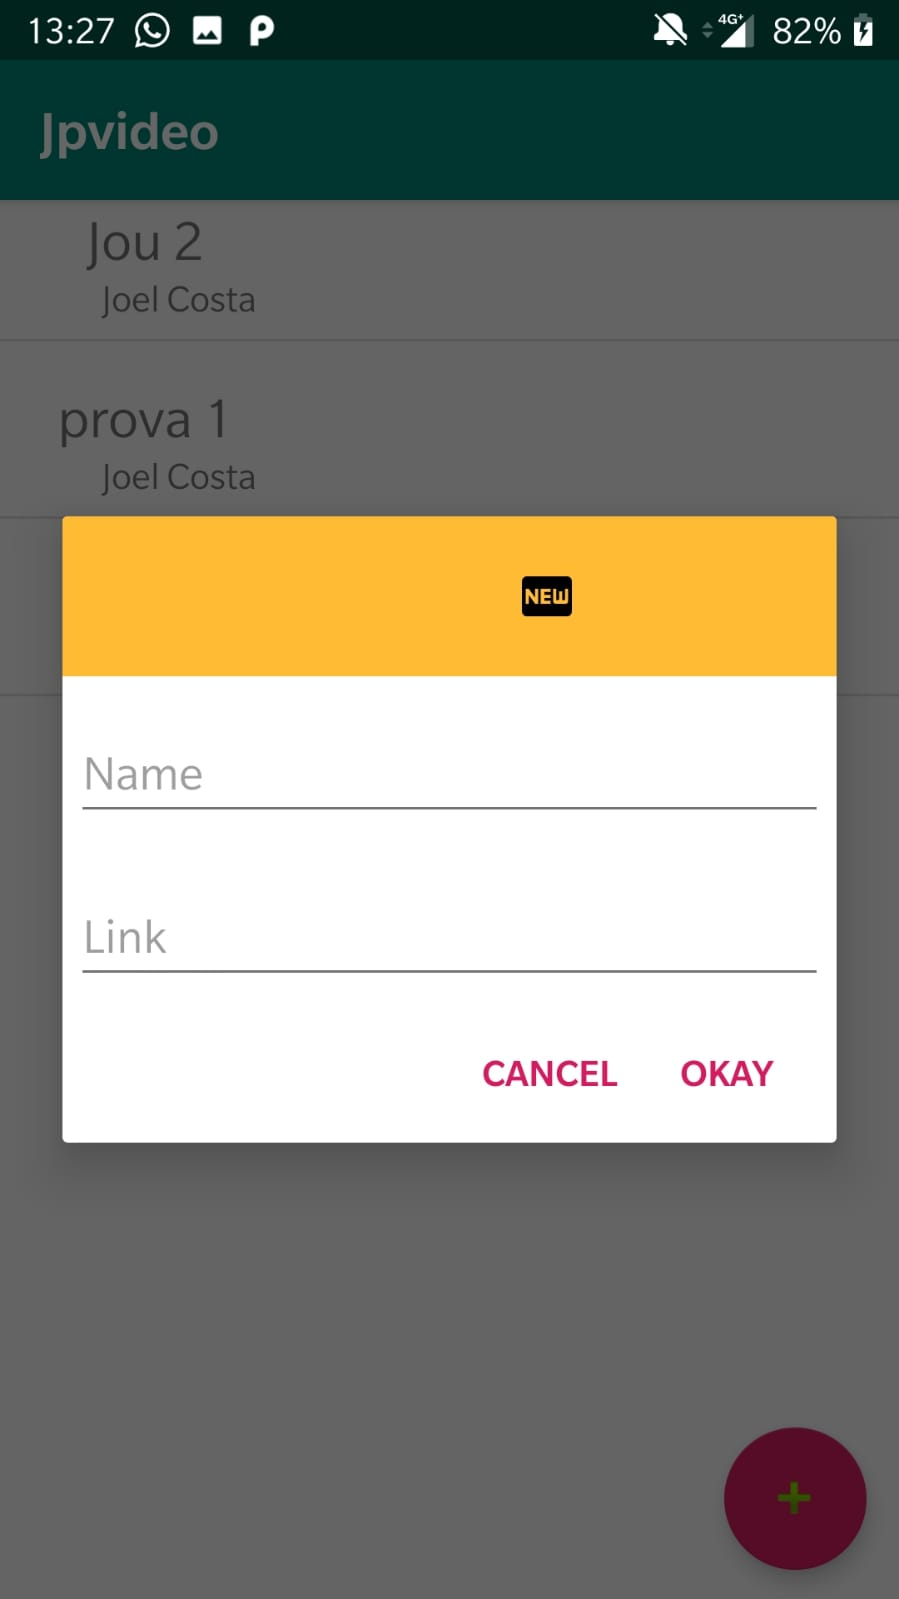 13:27 4G+ 82%
Jpvideo
Jou 2
Joel Costa
prova 1
Joel Costa
NEW
Name
Link
CANCEL OKAY